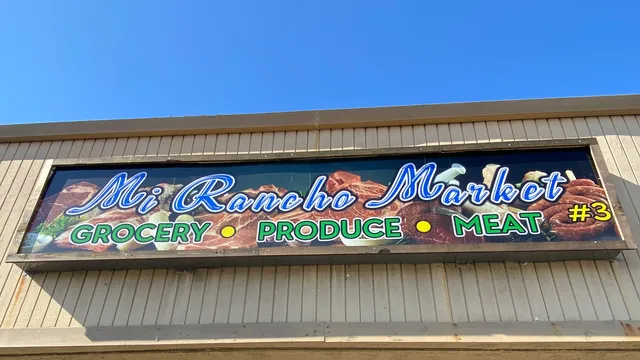 Mi Rancho Market
GROCERY • PRODUCE • MEAT #3